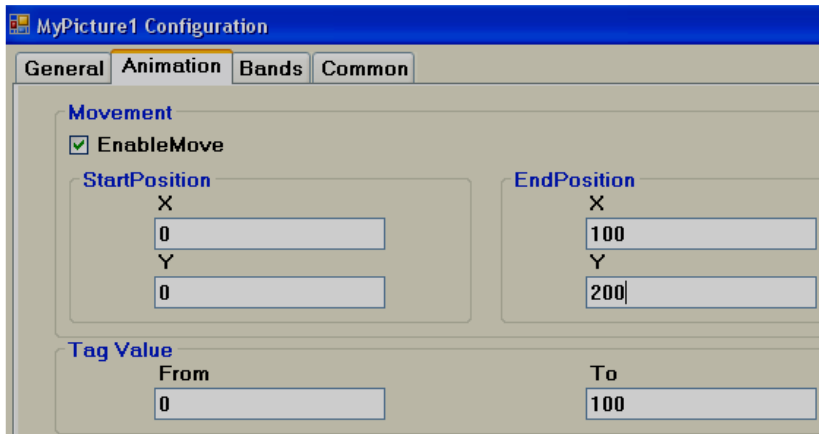 MyPicture1 Configuration
General Animation Bands Common
Movement
EnableMove
StartPosition EndPosition
X X
0 100
Y Y
0 200
Tag Value
From To
0 100